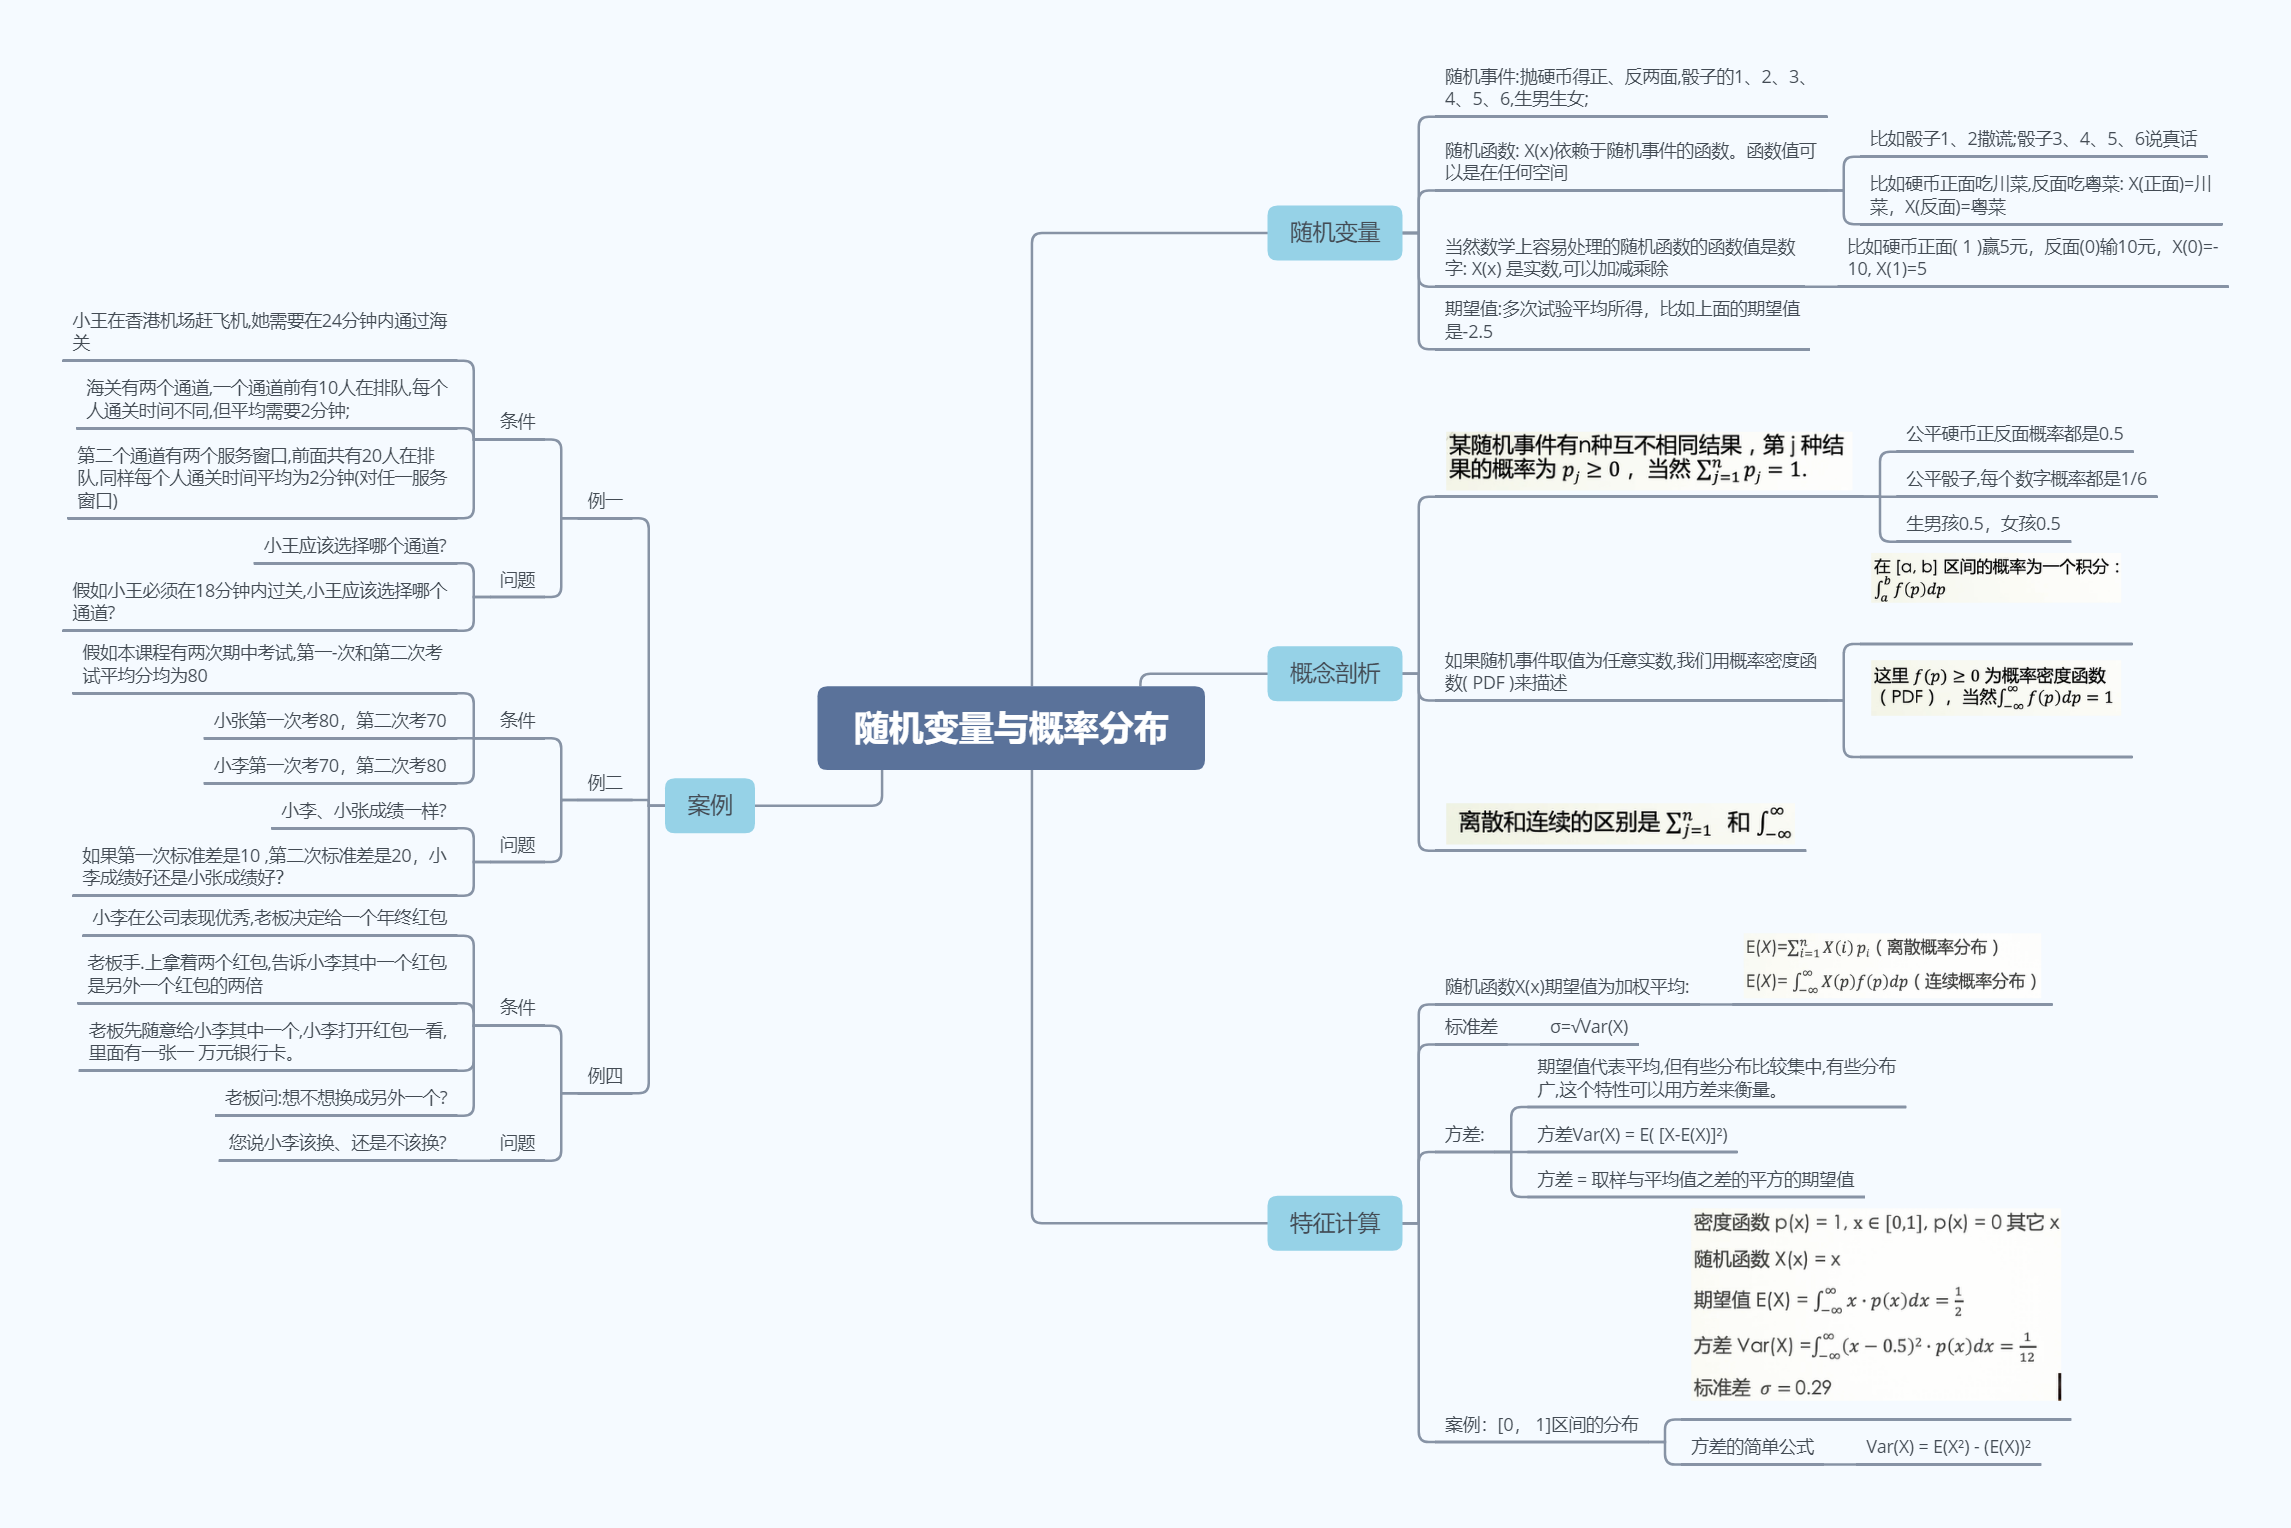 随机变量与概率分布
随机变量
随机事件:抛硬币得正、反两面,骰子的1、2、3、
4、5、6,生男生女;
随机函数: X(x)依赖于随机事件的函数。函数值可
以是在任何空间
比如骰子1、2撒谎;骰子3、4、5、6说真话
比如硬币正面吃川菜,反面吃粤菜: X(正面)=川
菜，X(反面)=粤菜
当然数学上容易处理的随机函数的函数值是数
字: X(x) 是实数,可以加减乘除
比如硬币正面( 1 )赢5元，反面(0)输10元，X(0)=-
10, X(1)=5
期望值:多次试验平均所得，比如上面的期望值
是-2.5
概念剖析
某随机事件有n种互不相同结果，第 j 种结
果的概率为 p_j ≥ 0 ，当然 ∑_{j=1}^n p_j = 1.
公平硬币正反面概率都是0.5
公平骰子,每个数字概率都是1/6
生男孩0.5，女孩0.5
如果随机事件取值为任意实数,我们用概率密度函
数( PDF )来描述
在 [a, b] 区间的概率为一个积分：
∫_a^b f(p)dp
这里 f(p) ≥ 0 为概率密度函数
（PDF），当然∫_{-∞}^∞ f(p)dp = 1
离散和连续的区别是 ∑_{j=1}^n 和 ∫_{-∞}^∞
特征计算
随机函数X(x)期望值为加权平均:
E(X)=∑_{i=1}^n X(i) p_i ( 离散概率分布 )
E(X)= ∫_{-∞}^∞ X(p)f(p)dp ( 连续概率分布 )
标准差
σ=√Var(X)
方差:
期望值代表平均,但有些分布比较集中,有些分布
广,这个特性可以用方差来衡量。
方差Var(X) = E( [X-E(X)]²)
方差 = 取样与平均值之差的平方的期望值
案例：[0， 1]区间的分布
密度函数 p(x) = 1, x ∈ [0,1], p(x) = 0 其它 x
随机函数 X(x) = x
期望值 E(X) = ∫_{-∞}^∞ x · p(x)dx = 1/2
方差 Var(X) =∫_{-∞}^∞ (x − 0.5)² · p(x)dx = 1/12
标准差 σ = 0.29
方差的简单公式
Var(X) = E(X²) - (E(X))²
案例
例一
条件
小王在香港机场赶飞机,她需要在24分钟内通过海
关
海关有两个通道,一个通道前有10人在排队,每个
人通关时间不同,但平均需要2分钟;
第二个通道有两个服务窗口,前面共有20人在排
队,同样每个人通关时间平均为2分钟(对任一服务
窗口)
问题
小王应该选择哪个通道?
假如小王必须在18分钟内过关,小王应该选择哪个
通道?
例二
条件
假如本课程有两次期中考试,第一-次和第二次考
试平均分均为80
小张第一次考80，第二次考70
小李第一次考70，第二次考80
问题
小李、小张成绩一样?
如果第一次标准差是10 ,第二次标准差是20，小
李成绩好还是小张成绩好?
例四
条件
小李在公司表现优秀,老板决定给一个年终红包
老板手.上拿着两个红包,告诉小李其中一个红包
是另外一个红包的两倍
老板先随意给小李其中一个,小李打开红包一看,
里面有一张一 万元银行卡。
老板问:想不想换成另外一个?
问题
您说小李该换、还是不该换?